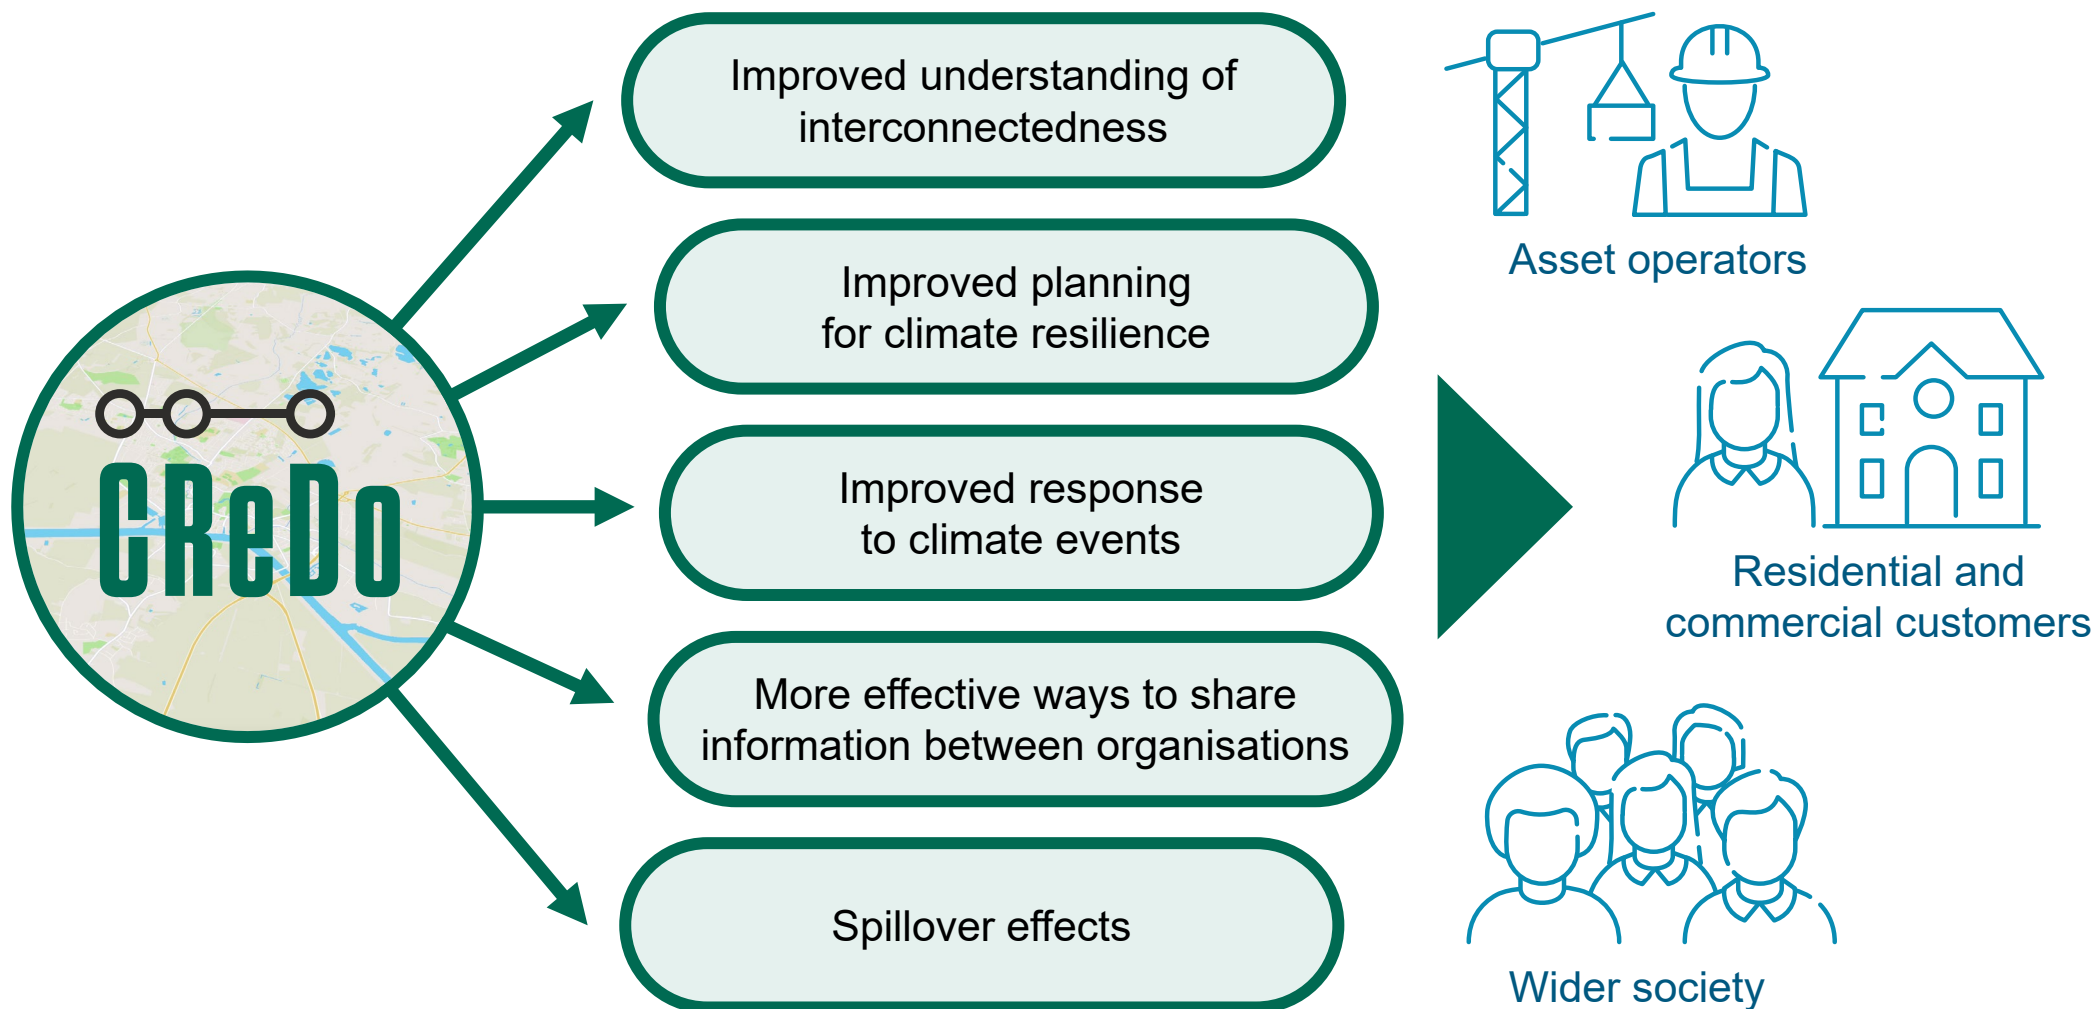 CReDo
Improved understanding of
interconnectedness
Improved planning
for climate resilience
Improved response
to climate events
More effective ways to share
information between organisations
Spillover effects
Asset operators
Residential and
commercial customers
Wider society